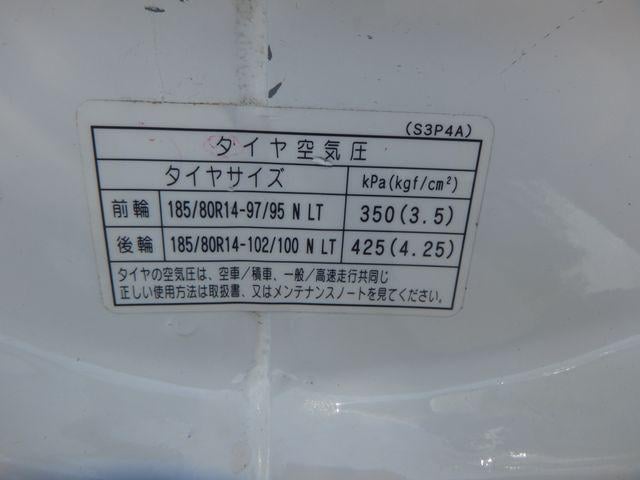 (S3P4A)
タイヤ空気圧
タイヤサイズ kPa(kgf/cm²)
前輪 185/80R14-97/95 N LT 350(3.5)
後輪 185/80R14-102/100 N LT 425(4.25)
タイヤの空気圧は、空車/積車、一般/高速走行共同じ
正しい使用方法は取扱書、又はメンテナンスノートを見てください。